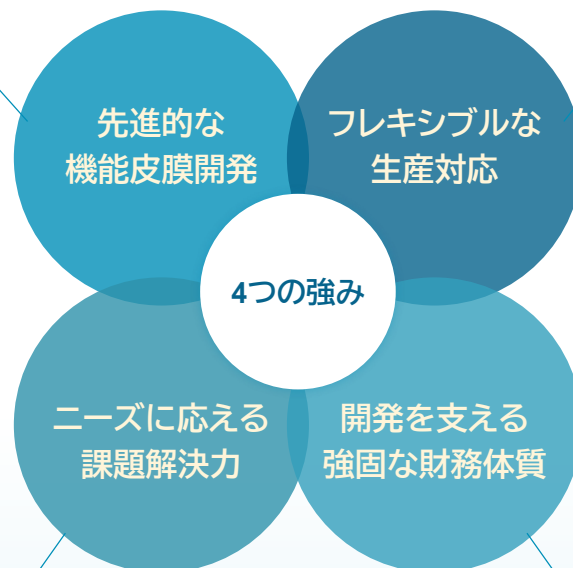 先進的な
機能皮膜開発
フレキシブルな
生産対応
4つの強み
ニーズに応える
課題解決力
開発を支える
強固な財務体質